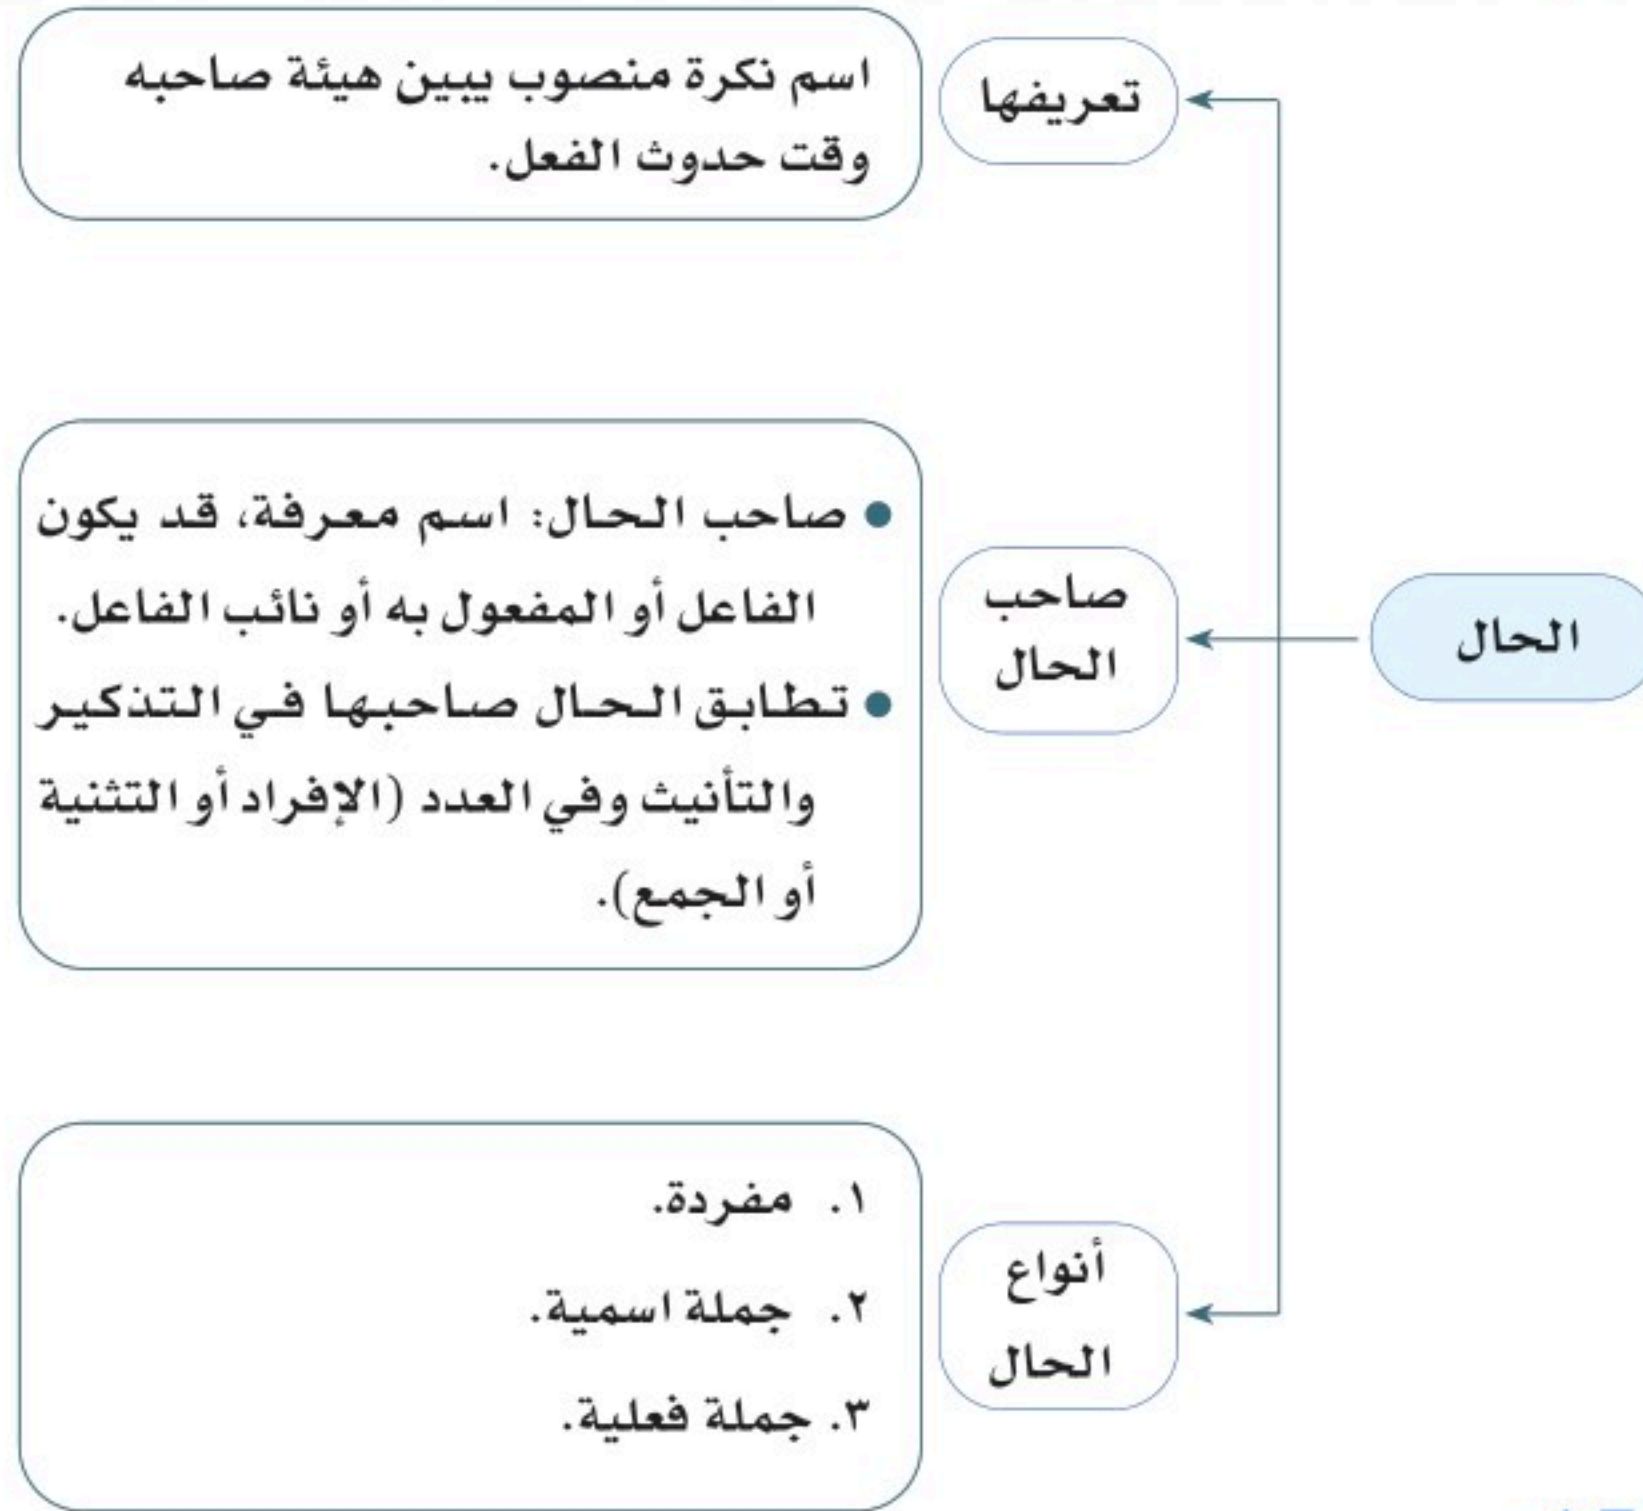 الحال
تعريفها
اسم نكرة منصوب يبين هيئة صاحبه
وقت حدوث الفعل.
صاحب
الحال
● صاحب الحال: اسم معرفة، قد يكون
الفاعل أو المفعول به أو نائب الفاعل.
● تطابق الحال صاحبها في التذكير
والتأنيث وفي العدد (الإفراد أو التثنية
أو الجمع).
أنواع
الحال
١. مفردة.
٢. جملة اسمية.
٣. جملة فعلية.